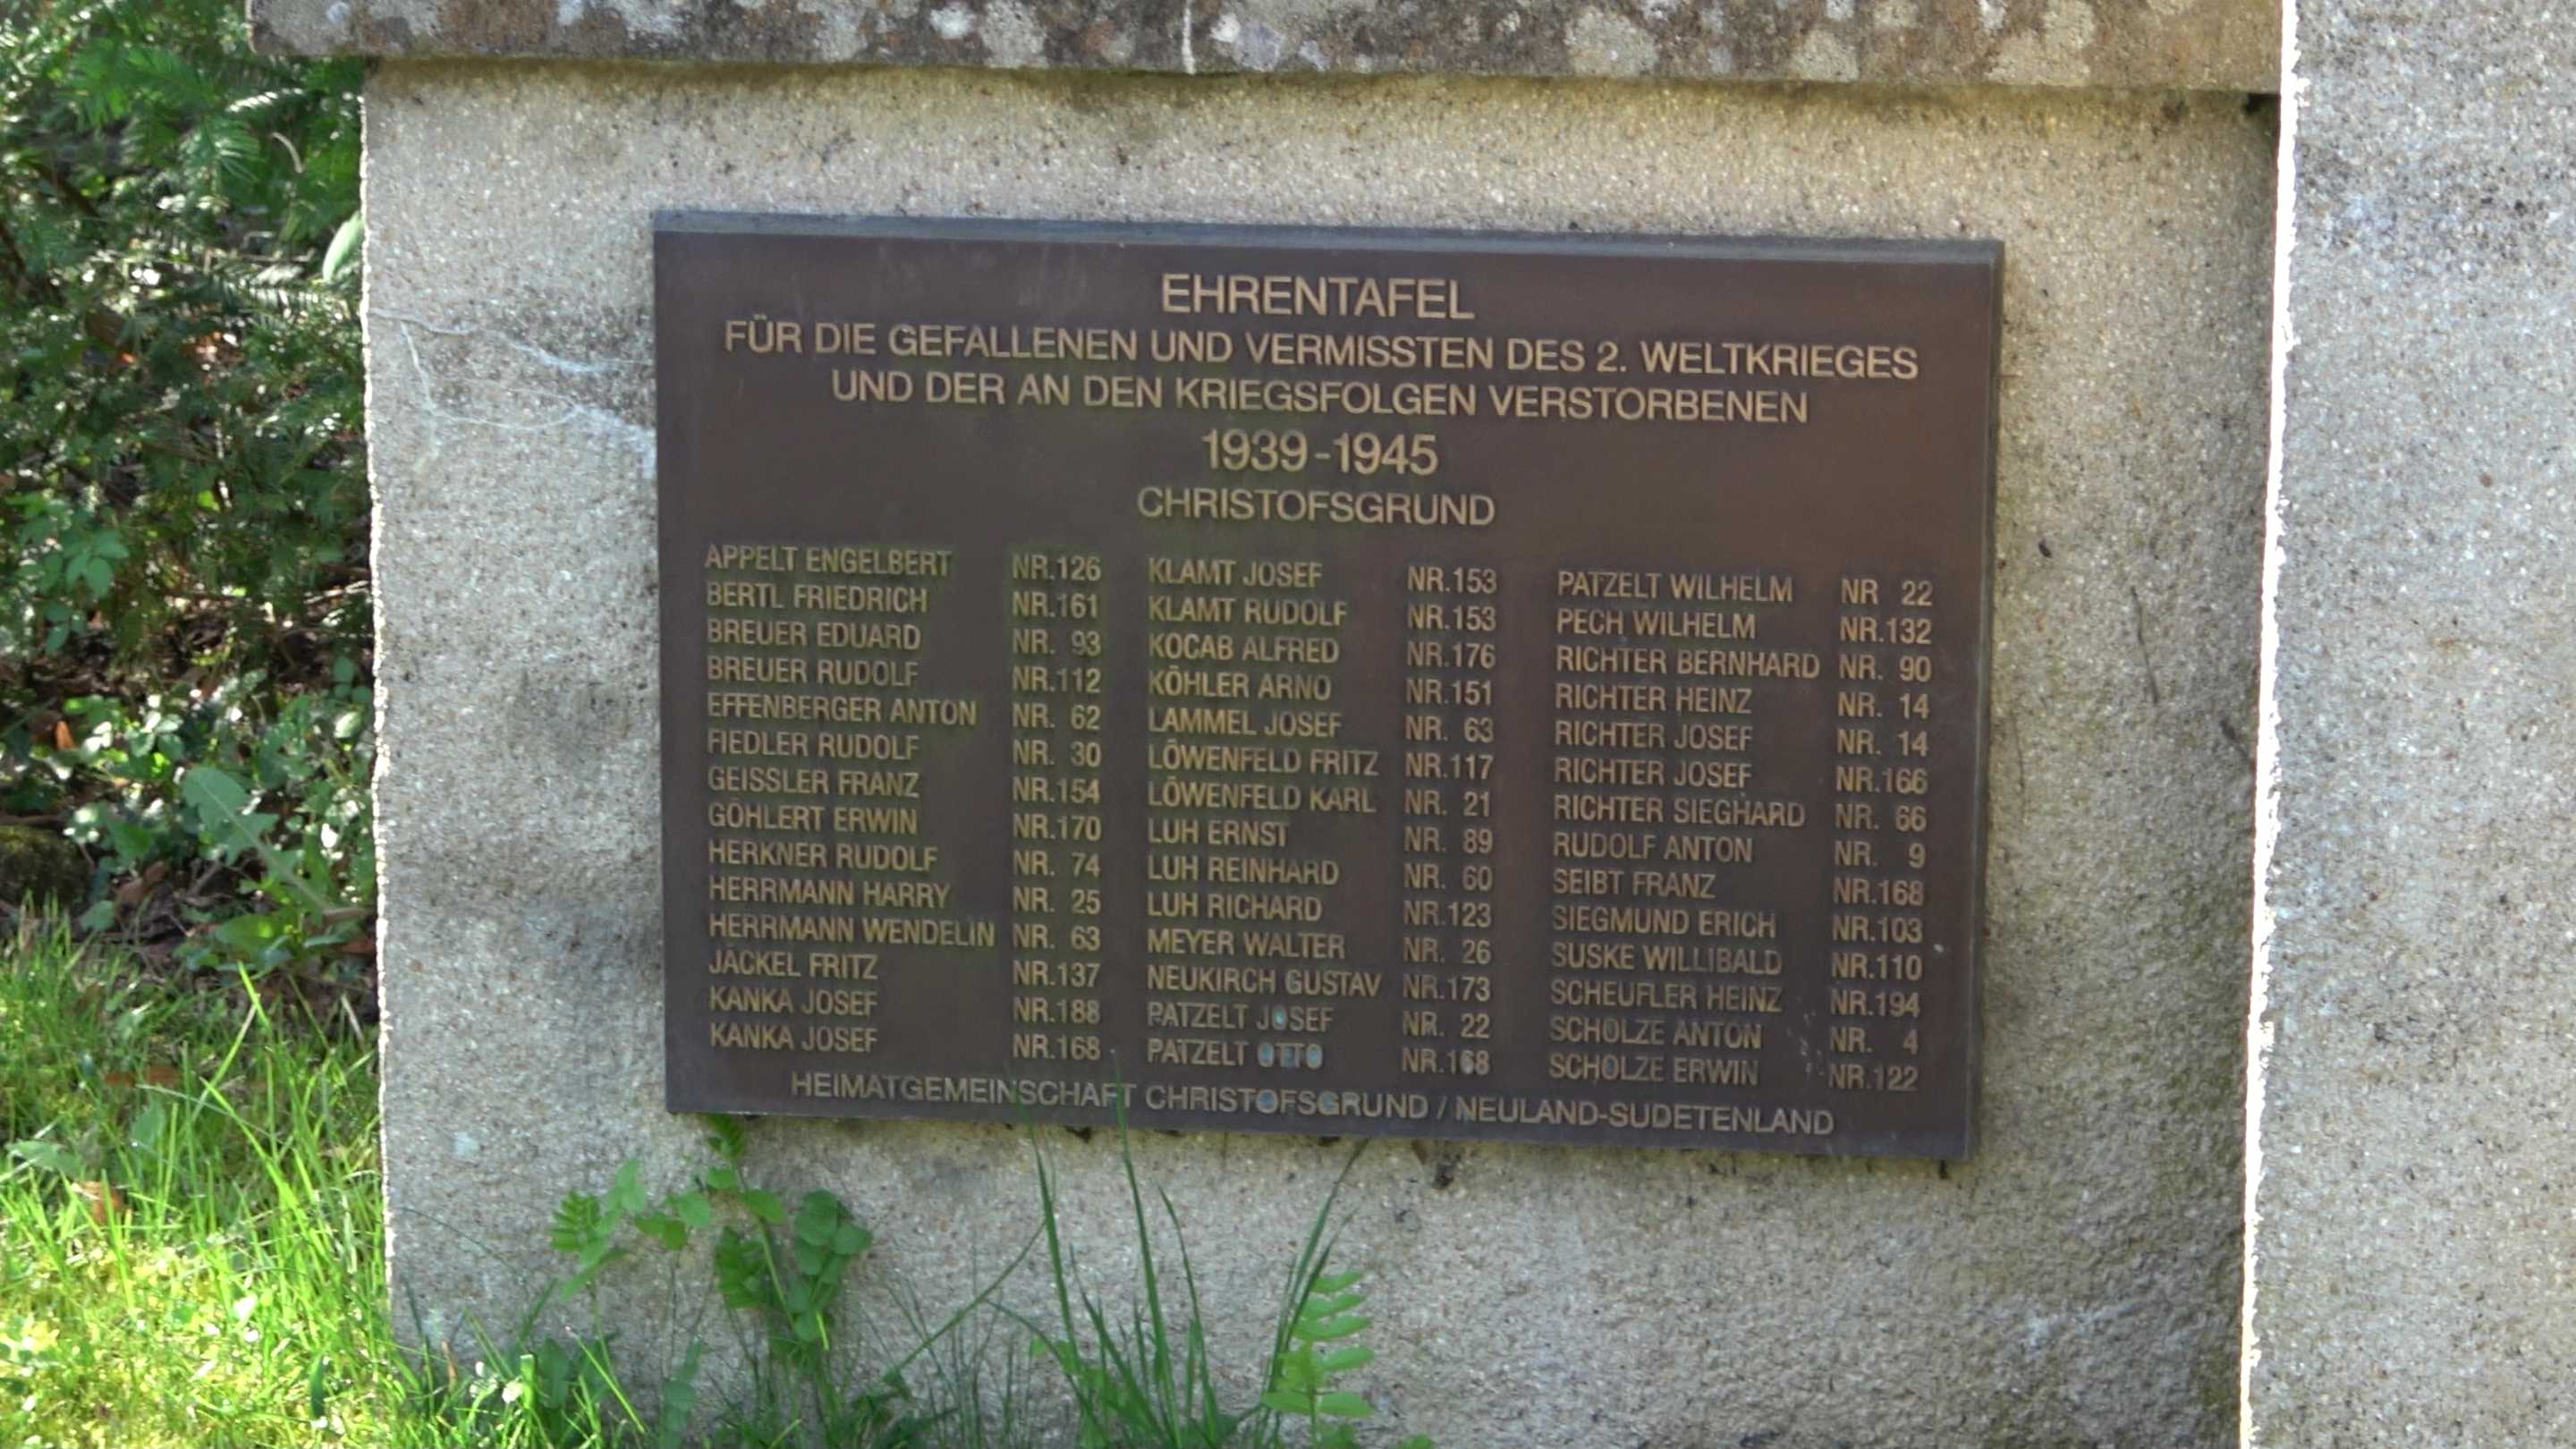 EHRENTAFEL
FÜR DIE GEFALLENEN UND VERMISSTEN DES 2. WELTKRIEGES
UND DER AN DEN KRIEGSFOLGEN VERSTORBENEN
1939-1945
CHRISTOFSGRUND
APPELT ENGELBERT NR.126
BERTL FRIEDRICH NR.161
BREUER EDUARD NR. 93
BREUER RUDOLF NR.112
EFFENBERGER ANTON NR. 62
FIEDLER RUDOLF NR. 30
GEISSLER FRANZ NR.154
GÖHLERT ERWIN NR.170
HERKNER RUDOLF NR. 74
HERRMANN HARRY NR. 25
HERRMANN WENDELIN NR. 63
JÄCKEL FRITZ NR.137
KANKA JOSEF NR.188
KANKA JOSEF NR.168
KLAMT JOSEF NR.153
KLAMT RUDOLF NR.153
KOCAB ALFRED NR.176
KÖHLER ARNO NR.151
LAMMEL JOSEF NR. 63
LÖWENFELD FRITZ NR.117
LÖWENFELD KARL NR. 21
LUH ERNST NR. 89
LUH REINHARD NR. 60
LUH RICHARD NR.123
MEYER WALTER NR. 26
NEUKIRCH GUSTAV NR.173
PATZELT JOSEF NR. 22
PATZELT OTTO NR.168
PATZELT WILHELM NR 22
PECH WILHELM NR.132
RICHTER BERNHARD NR. 90
RICHTER HEINZ NR. 14
RICHTER JOSEF NR. 14
RICHTER JOSEF NR.166
RICHTER SIEGHARD NR. 66
RUDOLF ANTON NR. 9
SEIBT FRANZ NR.168
SIEGMUND ERICH NR.103
SUSKE WILLIBALD NR.110
SCHEUFLER HEINZ NR.194
SCHOLZE ANTON NR. 4
SCHOLZE ERWIN NR.122
HEIMATGEMEINSCHAFT CHRISTOFSGRUND / NEULAND-SUDETENLAND